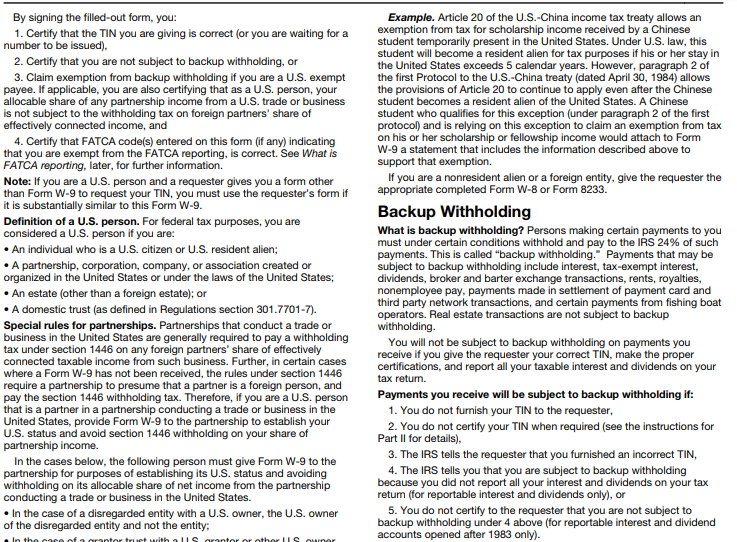 By signing the filled-out form, you:
1. Certify that the TIN you are giving is correct (or you are waiting for a
number to be issued),
2. Certify that you are not subject to backup withholding, or
3. Claim exemption from backup withholding if you are a U.S. exempt
payee. If applicable, you are also certifying that as a U.S. person, your
allocable share of any partnership income from a U.S. trade or business
is not subject to the withholding tax on foreign partners' share of
effectively connected income, and
4. Certify that FATCA code(s) entered on this form (if any) indicating
that you are exempt from the FATCA reporting, is correct. See What is
FATCA reporting, later, for further information.
Note: If you are a U.S. person and a requester gives you a form other
than Form W-9 to request your TIN, you must use the requester's form if
it is substantially similar to this Form W-9.
Definition of a U.S. person. For federal tax purposes, you are
considered a U.S. person if you are:
• An individual who is a U.S. citizen or U.S. resident alien;
• A partnership, corporation, company, or association created or
organized in the United States or under the laws of the United States;
• An estate (other than a foreign estate); or
• A domestic trust (as defined in Regulations section 301.7701-7).
Special rules for partnerships. Partnerships that conduct a trade or
business in the United States are generally required to pay a withholding
tax under section 1446 on any foreign partners' share of effectively
connected taxable income from such business. Further, in certain cases
where a Form W-9 has not been received, the rules under section 1446
require a partnership to presume that a partner is a foreign person, and
pay the section 1446 withholding tax. Therefore, if you are a U.S. person
that is a partner in a partnership conducting a trade or business in the
United States, provide Form W-9 to the partnership to establish your
U.S. status and avoid section 1446 withholding on your share of
partnership income.
In the cases below, the following person must give Form W-9 to the
partnership for purposes of establishing its U.S. status and avoiding
withholding on its allocable share of net income from the partnership
conducting a trade or business in the United States.
• In the case of a disregarded entity with a U.S. owner, the U.S. owner
of the disregarded entity and not the entity;
• In the case of a grantor trust with a U.S. grantor or other U.S. owner,
Example. Article 20 of the U.S.-China income tax treaty allows an
exemption from tax for scholarship income received by a Chinese
student temporarily present in the United States. Under U.S. law, this
student will become a resident alien for tax purposes if his or her stay in
the United States exceeds 5 calendar years. However, paragraph 2 of
the first Protocol to the U.S.-China treaty (dated April 30, 1984) allows
the provisions of Article 20 to continue to apply even after the Chinese
student becomes a resident alien of the United States. A Chinese
student who qualifies for this exception (under paragraph 2 of the first
protocol) and is relying on this exception to claim an exemption from tax
on his or her scholarship or fellowship income would attach to Form
W-9 a statement that includes the information described above to
support that exemption.
If you are a nonresident alien or a foreign entity, give the requester the
appropriate completed Form W-8 or Form 8233.
Backup Withholding
What is backup withholding? Persons making certain payments to you
must under certain conditions withhold and pay to the IRS 24% of such
payments. This is called “backup withholding.” Payments that may be
subject to backup withholding include interest, tax-exempt interest,
dividends, broker and barter exchange transactions, rents, royalties,
nonemployee pay, payments made in settlement of payment card and
third party network transactions, and certain payments from fishing boat
operators. Real estate transactions are not subject to backup
withholding.
You will not be subject to backup withholding on payments you
receive if you give the requester your correct TIN, make the proper
certifications, and report all your taxable interest and dividends on your
tax return.
Payments you receive will be subject to backup withholding if:
1. You do not furnish your TIN to the requester,
2. You do not certify your TIN when required (see the instructions for
Part II for details),
3. The IRS tells the requester that you furnished an incorrect TIN,
4. The IRS tells you that you are subject to backup withholding
because you did not report all your interest and dividends on your tax
return (for reportable interest and dividends only), or
5. You do not certify to the requester that you are not subject to
backup withholding under 4 above (for reportable interest and dividend
accounts opened after 1983 only).